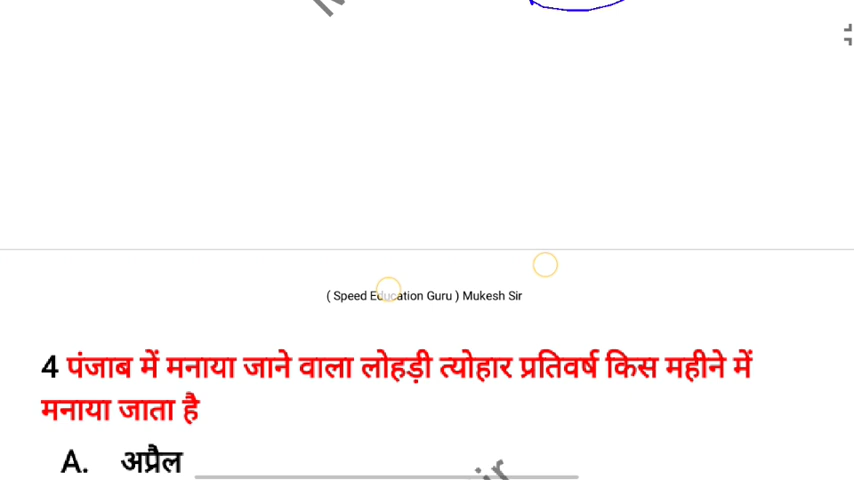 ( Speed Education Guru ) Mukesh Sir
4 पंजाब में मनाया जाने वाला लोहड़ी त्योहार प्रतिवर्ष किस महीने में
मनाया जाता है
A. अप्रैल